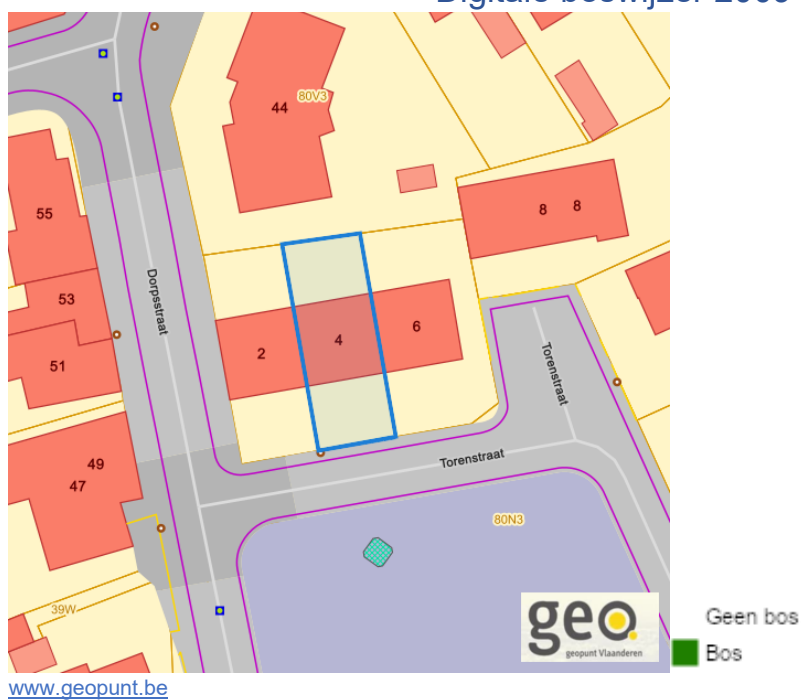 80V3
44
55
8 8
53
Dorpsstraat
4
6
2
51
Torenstraat
49
47
Torenstraat
80N3
39W
geo.
geopunt Vlaanderen
Geen bos
Bos
www.geopunt.be